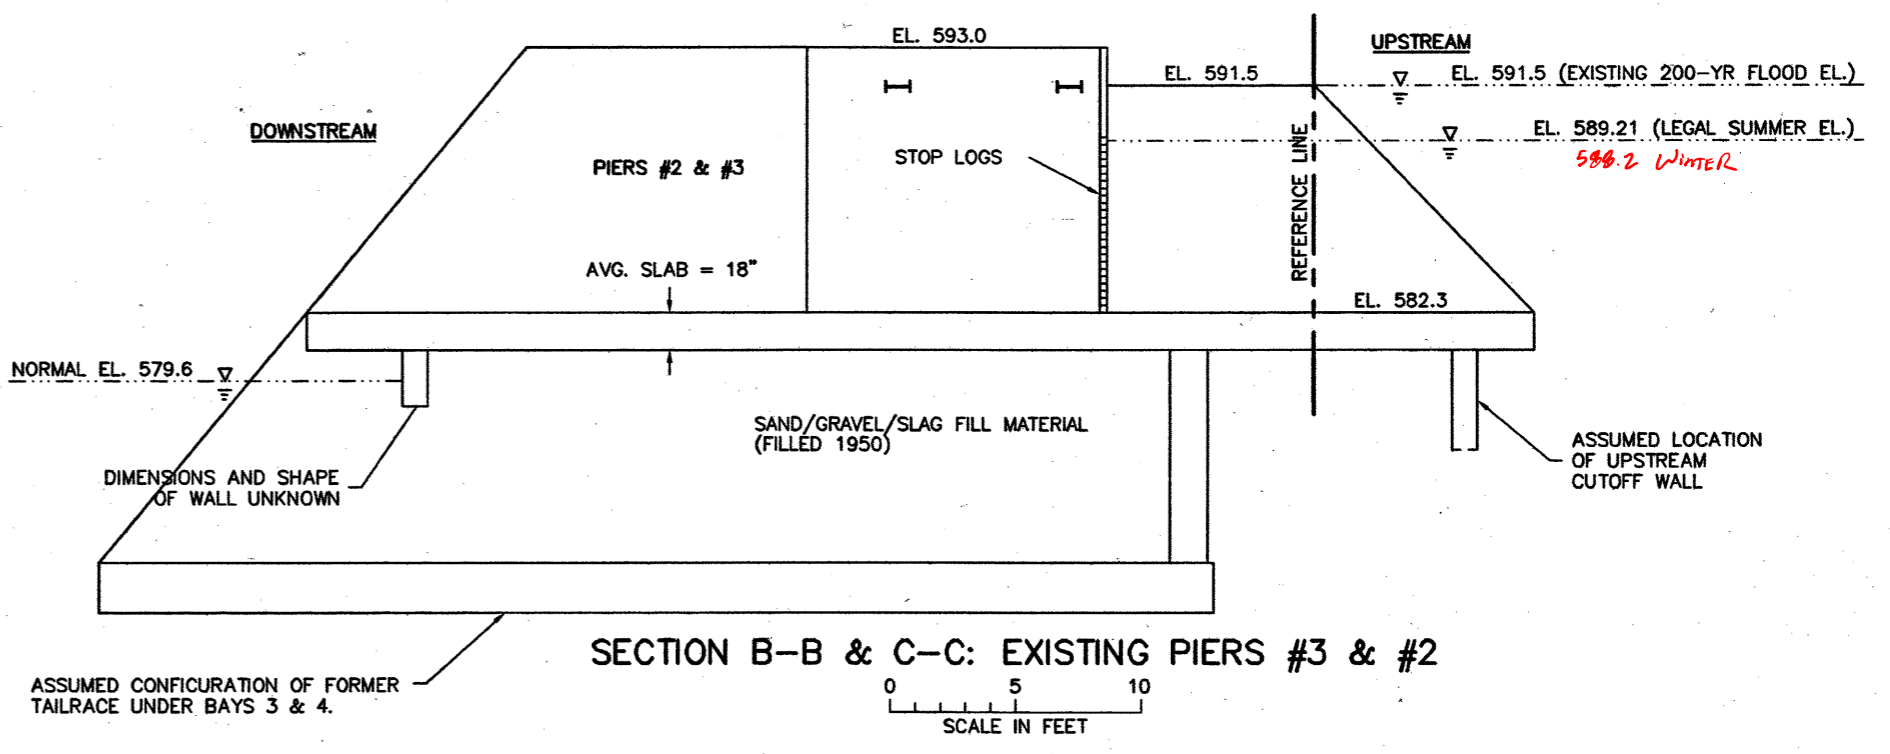 EL. 593.0
UPSTREAM
EL. 591.5
EL. 591.5 (EXISTING 200-YR FLOOD EL.)
DOWNSTREAM
EL. 589.21 (LEGAL SUMMER EL.)
588.2 WINTER
STOP LOGS
PIERS #2 & #3
REFERENCE LINE
AVG. SLAB = 18"
EL. 582.3
NORMAL EL. 579.6
SAND/GRAVEL/SLAG FILL MATERIAL
(FILLED 1950)
ASSUMED LOCATION
OF UPSTREAM
CUTOFF WALL
DIMENSIONS AND SHAPE
OF WALL UNKNOWN
SECTION B-B & C-C: EXISTING PIERS #3 & #2
ASSUMED CONFICURATION OF FORMER
TAILRACE UNDER BAYS 3 & 4.
0 5 10
SCALE IN FEET